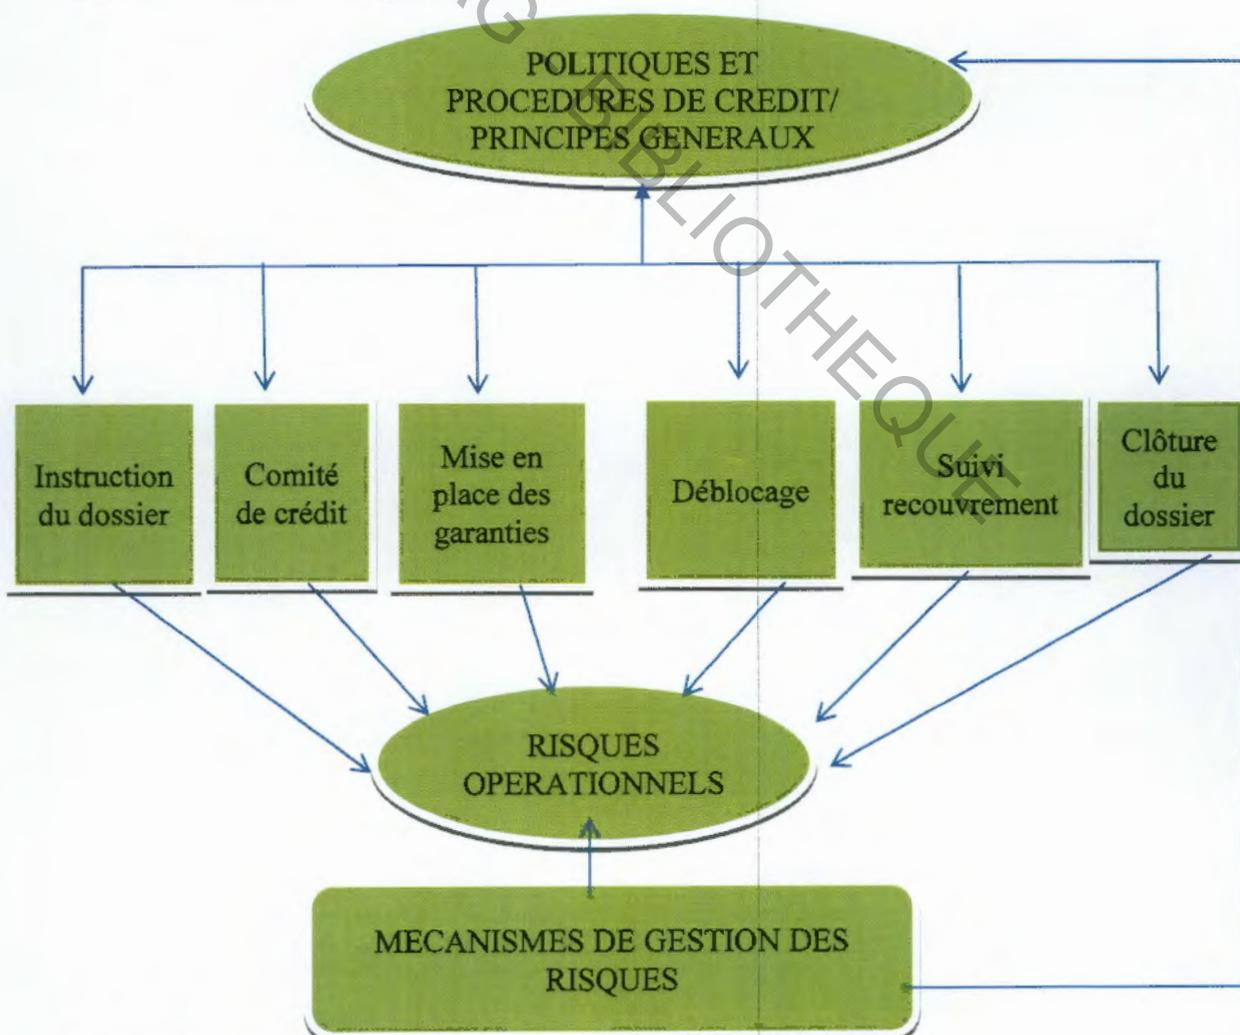 POLITIQUES ET
PROCEDURES DE CREDIT/
PRINCIPES GENERAUX
BIBLIOTHEQUE
Instruction
du dossier
Comité
de crédit
Mise en
place des
garanties
Déblocage
Suivi
recouvrement
Clôture
du
dossier
RISQUES
OPERATIONNELS
MECANISMES DE GESTION DES
RISQUES